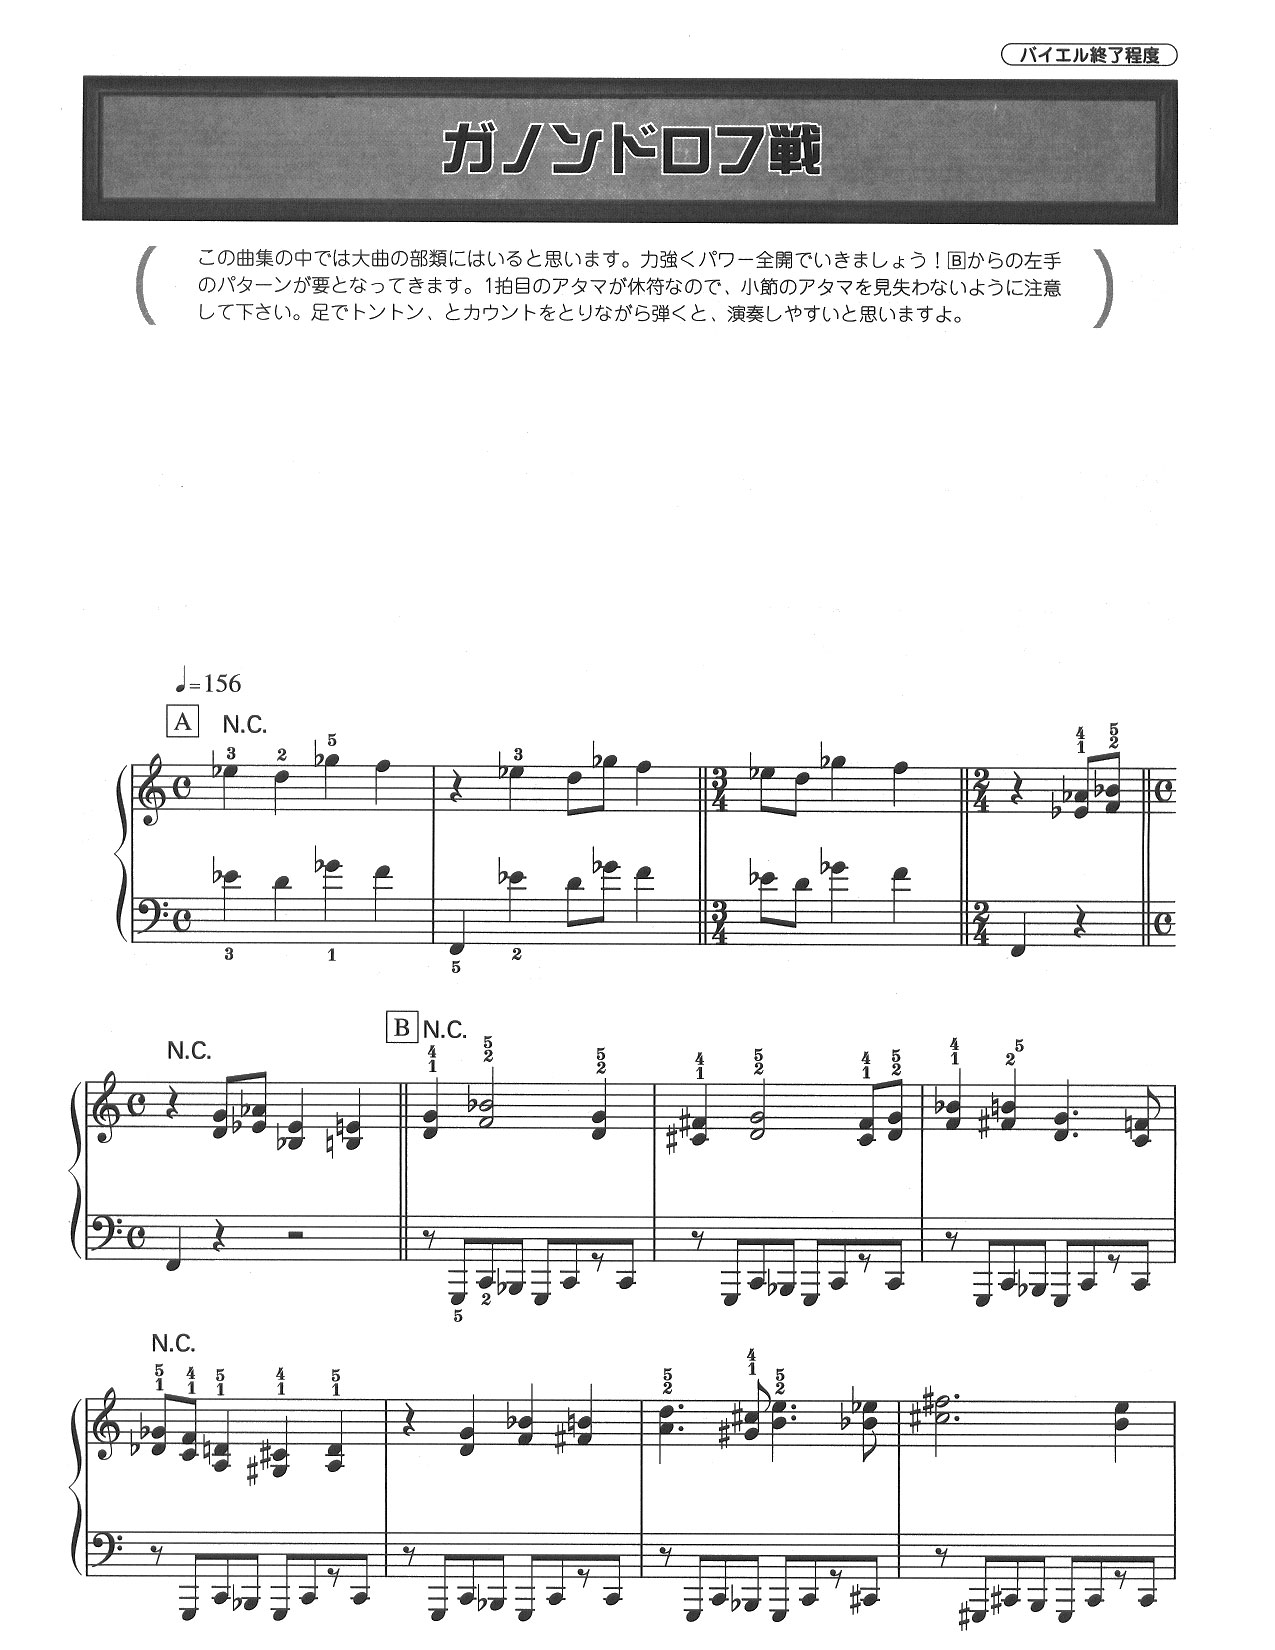 バイエル終了程度
ガノンドロフ戦
この曲集の中では大曲の部類にはいると思います。力強くパワー全開でいきましょう！Bからの左手
のパターンが要となってきます。1拍目のアタマが休符なので、小節のアタマを見失わないように注意
して下さい。足でトントン、とカウントをとりながら弾くと、演奏しやすいと思いますよ。
♩=156
A N.C.
3 2 5 3 4 5
1 2
3 4 2 4
3 4 2 4
3 1 5 2
N.C. B N.C.
4 5 5 4 5 4 5 4 5
1 2 2 1 2 1 2 1 2
5 2
N.C.
5 4 5 4 5 5 4 5
1 1 1 1 1 2 1 2